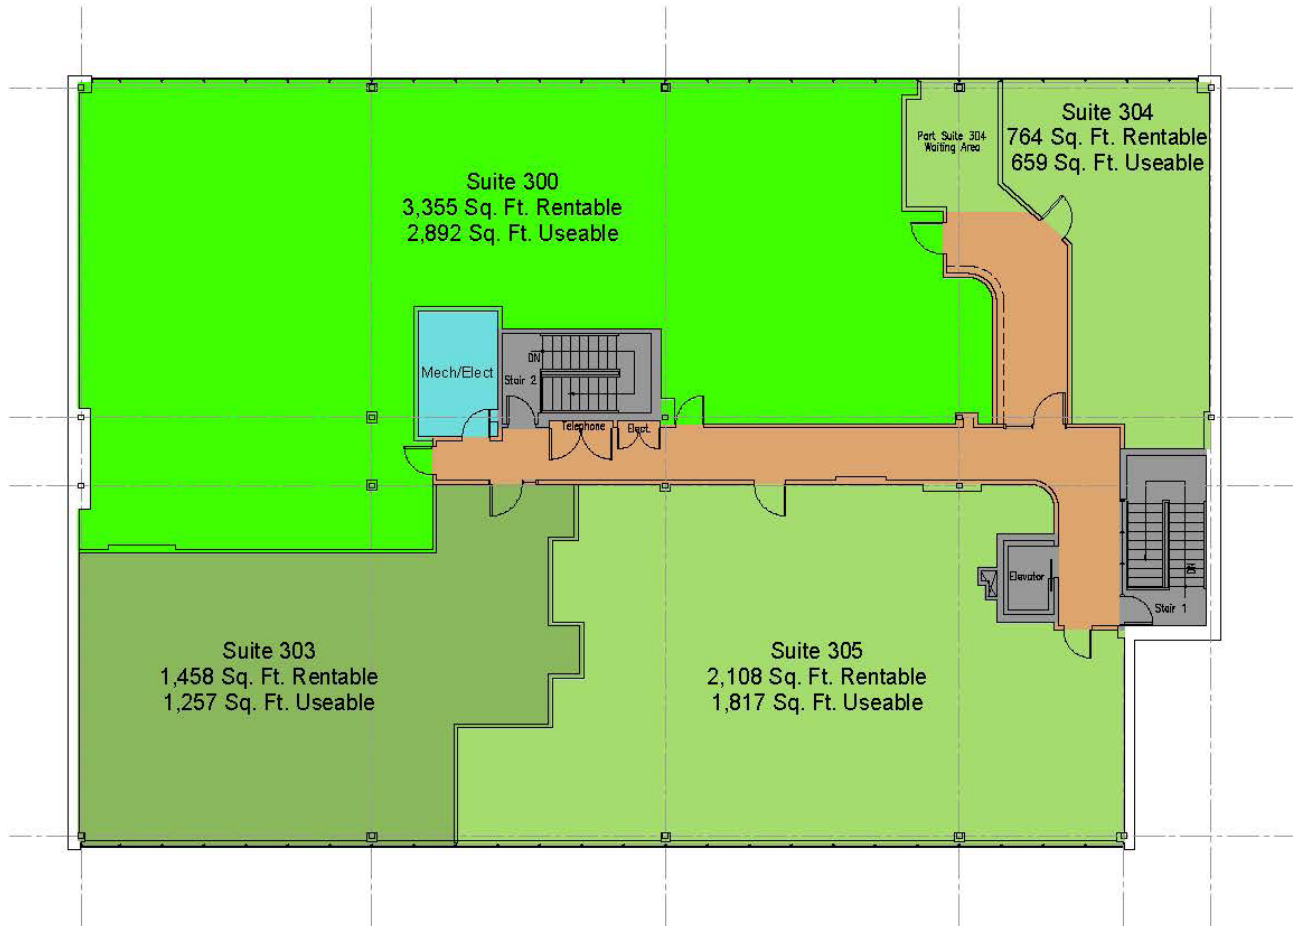 Suite 304
764 Sq. Ft. Rentable
659 Sq. Ft. Useable
Part Suite 304
Waiting Area
Suite 300
3,355 Sq. Ft. Rentable
2,892 Sq. Ft. Useable
DN
Mech/Elect
Stair 2
Telephone
Elect.
Elevator
DN
Stair 1
Suite 303
1,458 Sq. Ft. Rentable
1,257 Sq. Ft. Useable
Suite 305
2,108 Sq. Ft. Rentable
1,817 Sq. Ft. Useable